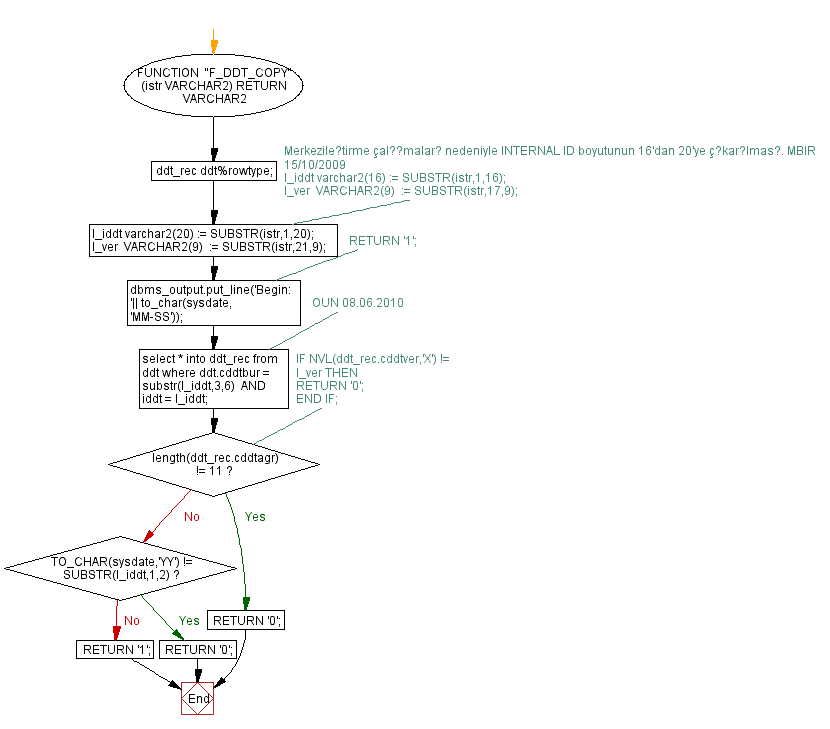 FUNCTION "F_DDT_COPY"
(istr VARCHAR2) RETURN
VARCHAR2
Merkezile?tirme çal??malar? nedeniyle INTERNAL ID boyutunun 16'dan 20'ye ç?kar?lmas?. MBIR
15/10/2009
l_iddt varchar2(16) := SUBSTR(istr,1,16);
l_ver VARCHAR2(9) := SUBSTR(istr,17,9);
ddt_rec ddt%rowtype;
l_iddt varchar2(20) := SUBSTR(istr,1,20);
l_ver VARCHAR2(9) := SUBSTR(istr,21,9);
RETURN '1';
dbms_output.put_line('Begin:
'|| to_char(sysdate,
'MM-SS'));
OUN 08.06.2010
select * into ddt_rec from
ddt where ddt.cddtbur =
substr(l_iddt,3,6) AND
iddt = l_iddt;
IF NVL(ddt_rec.cddtver,'X') !=
l_ver THEN
RETURN '0';
END IF;
length(ddt_rec.cddtagr)
!= 11 ?
No
Yes
TO_CHAR(sysdate,'YY') !=
SUBSTR(l_iddt,1,2) ?
No
Yes
RETURN '0';
RETURN '1';
RETURN '0';
End